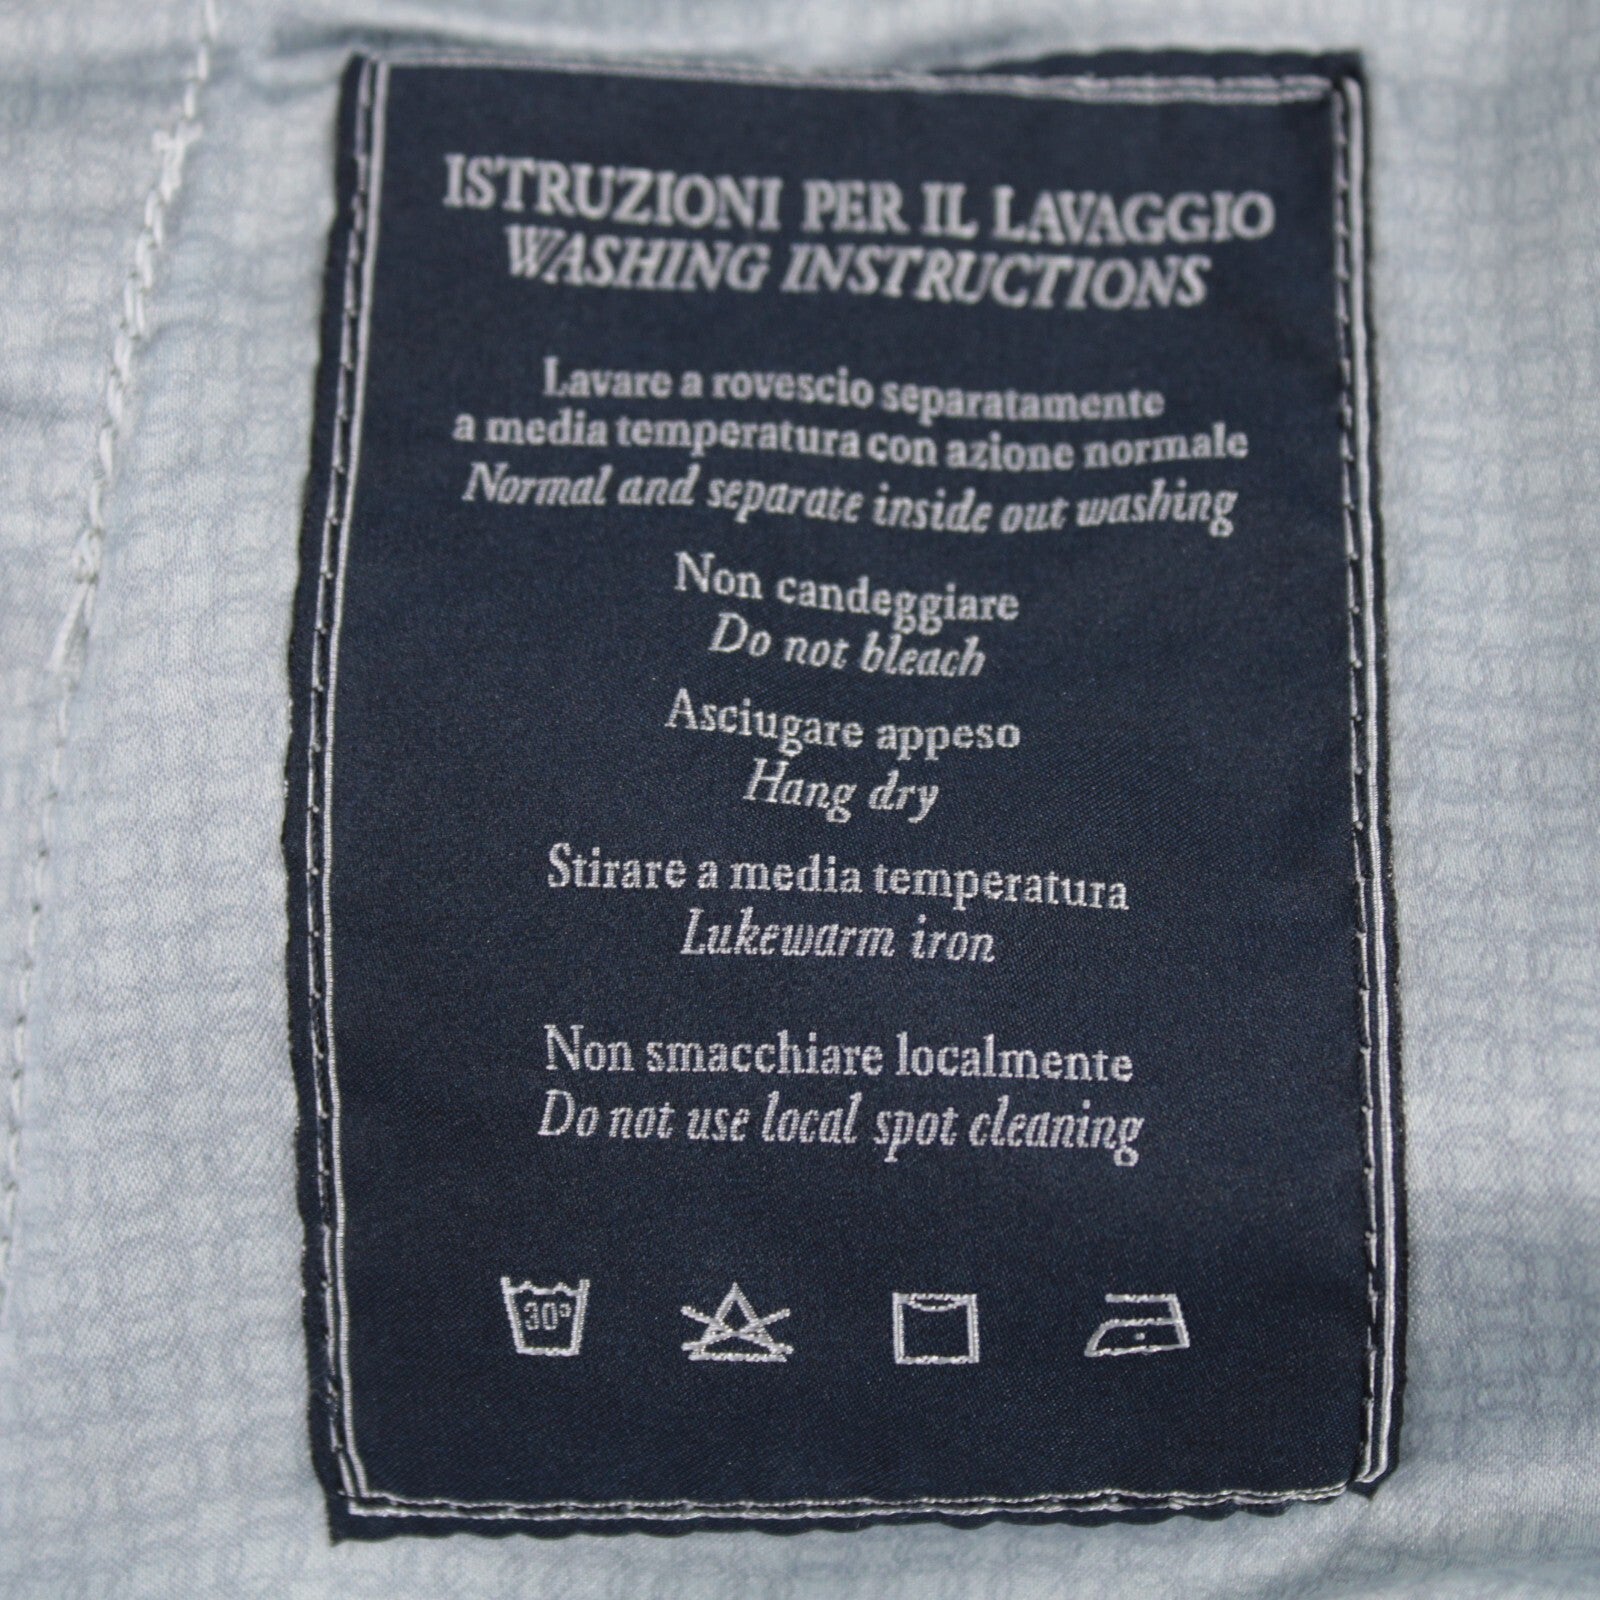 ISTRUZIONI PER IL LAVAGGIO
WASHING INSTRUCTIONS
Lavare a rovescio separatamente
a media temperatura con azione normale
Normal and separate inside out washing
Non candeggiare
Do not bleach
Asciugare appeso
Hang dry
Stirare a media temperatura
Lukewarm iron
Non smacchiare localmente
Do not use local spot cleaning
30°